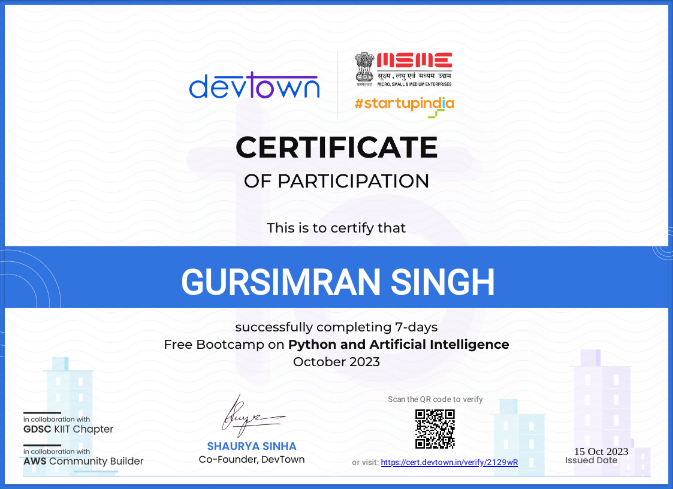 devtown
MSME
सूक्ष्म, लघु एवं मध्यम उद्यम
MICRO, SMALL & MEDIUM ENTERPRISES
#startupindia
CERTIFICATE
OF PARTICIPATION
This is to certify that
GURSIMRAN SINGH
successfully completing 7-days
Free Bootcamp on Python and Artificial Intelligence
October 2023
in collaboration with
GDSC KIIT Chapter
in collaboration with
AWS Community Builder
SHAURYA SINHA
Co-Founder, DevTown
Scan the QR code to verify
or visit: https://cert.devtown.in/verify/2129wR
15 Oct 2023
Issued Date